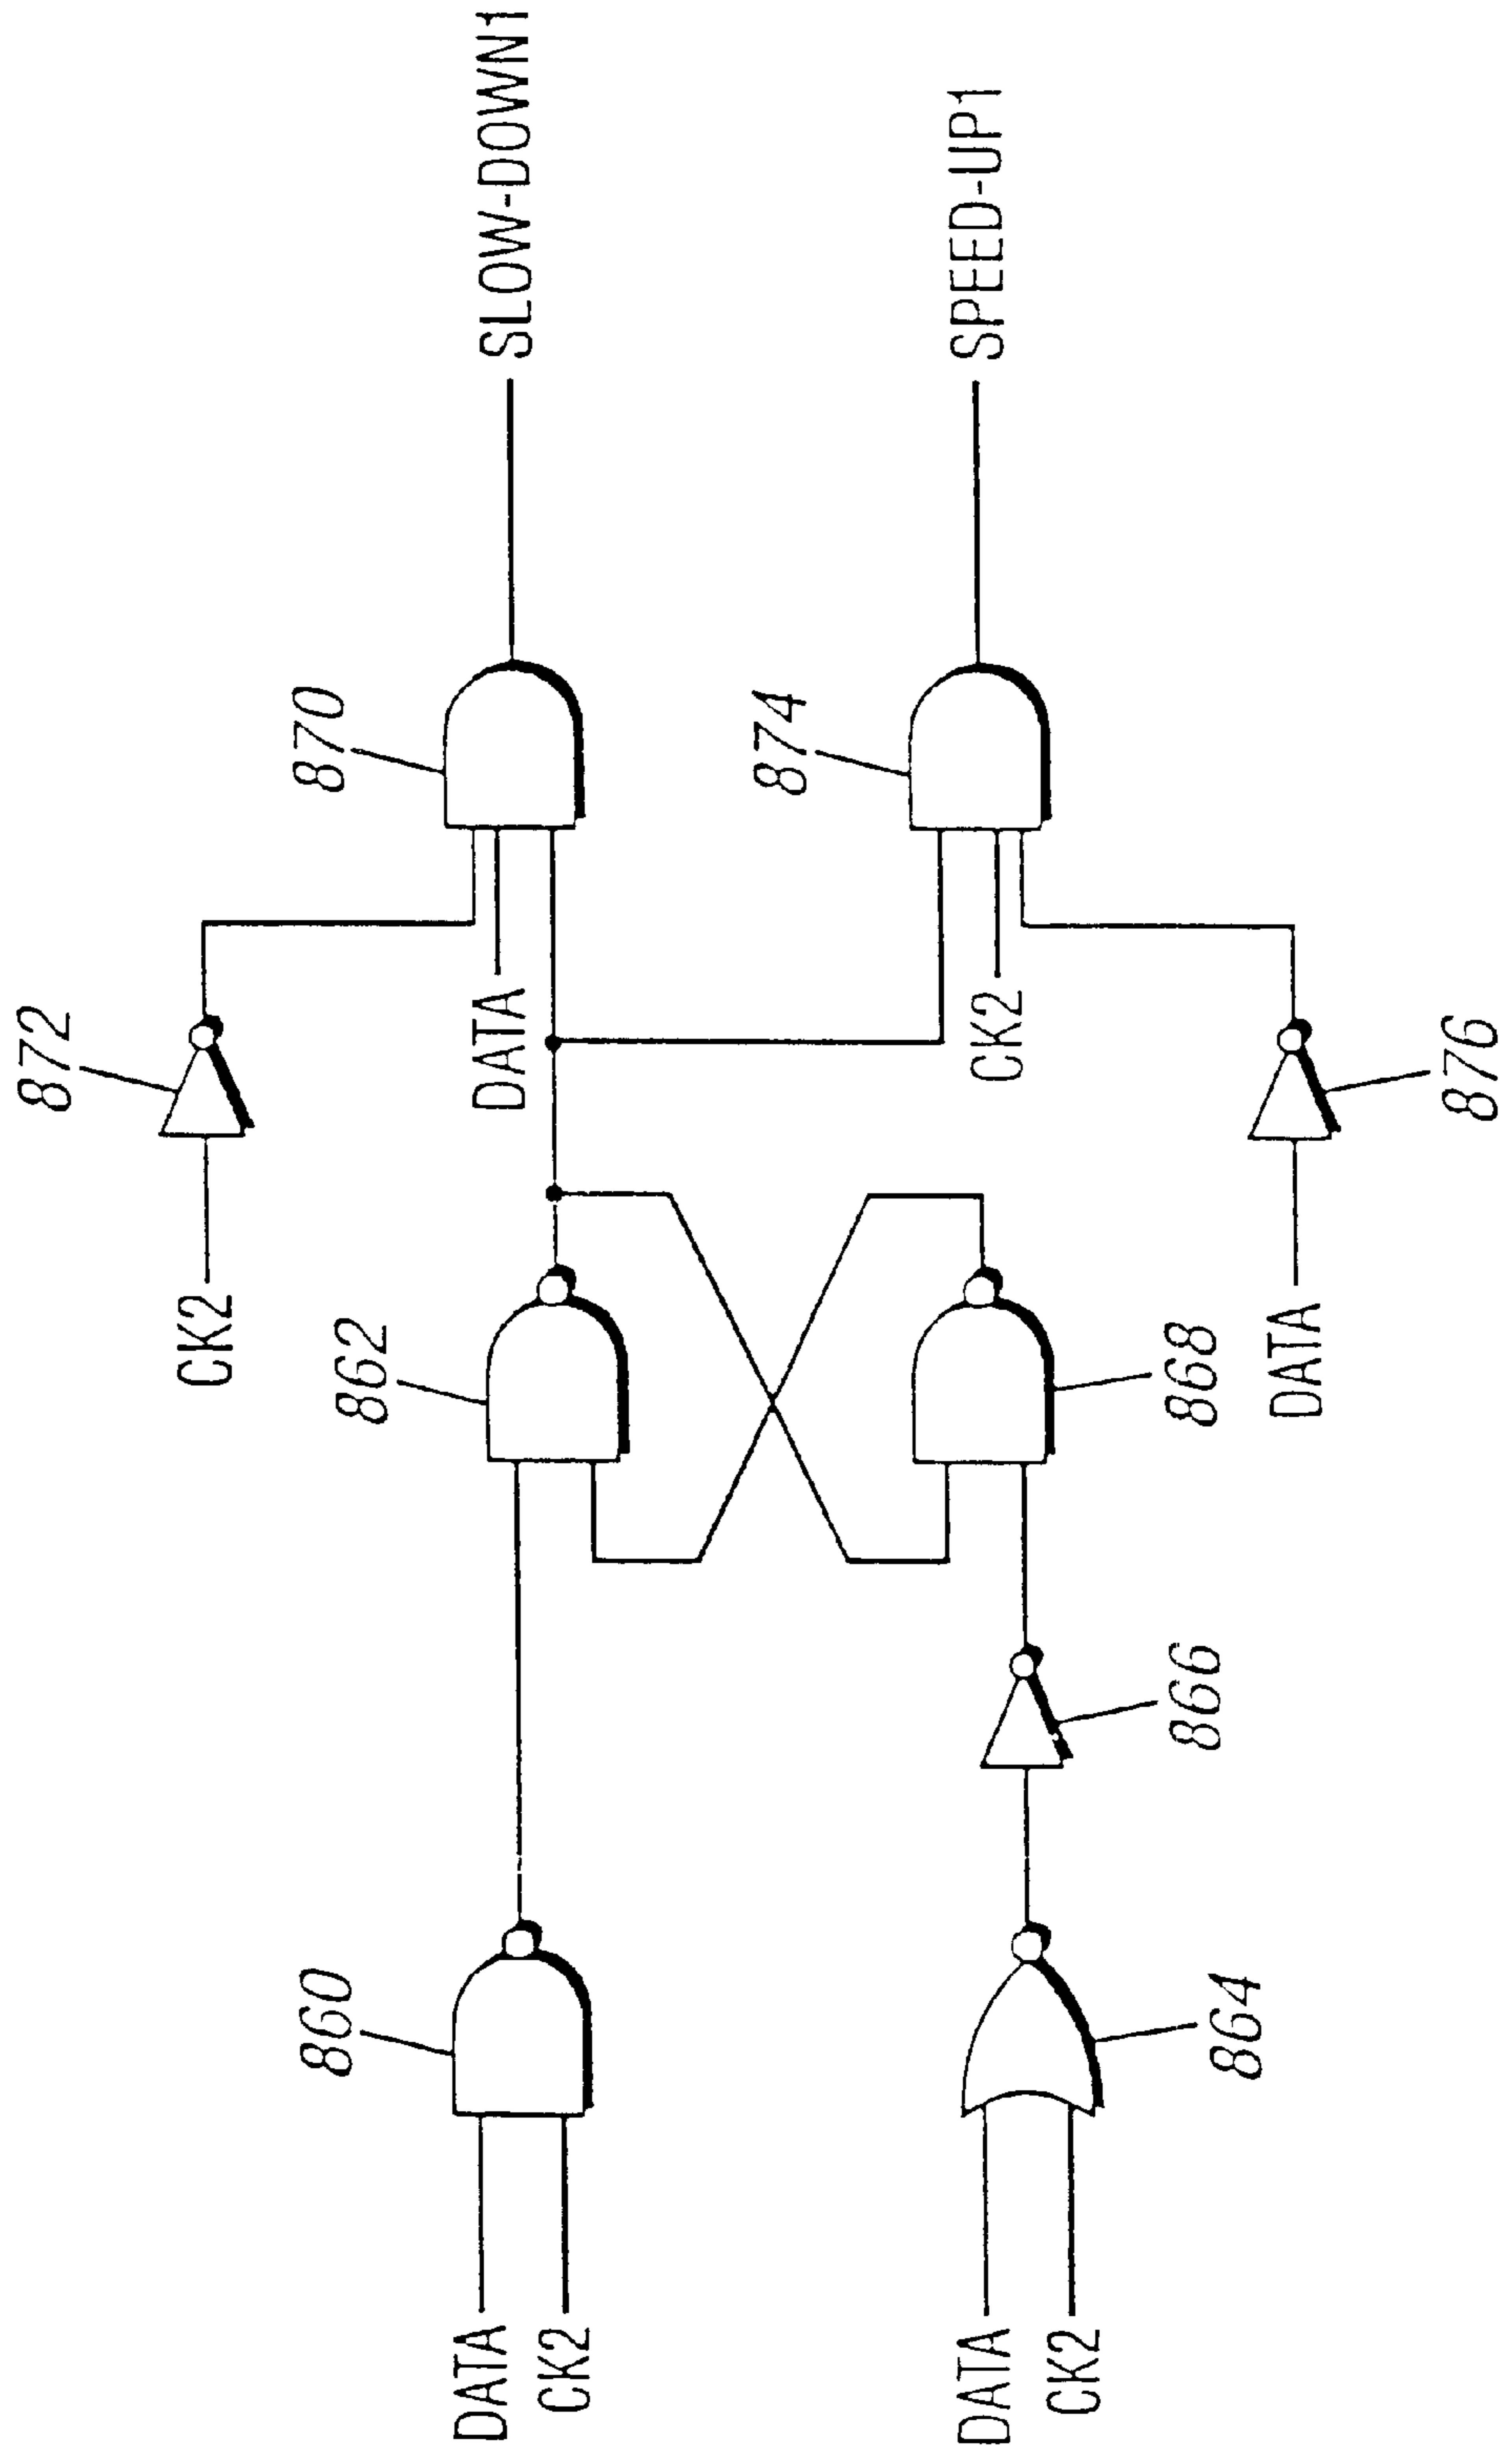 872
CK2
870
SLOW-DOWN1
DATA
862
860
DATA
CK2
874
SPEED-UP1
CK2
868
866
864
DATA
CK2
DATA
876